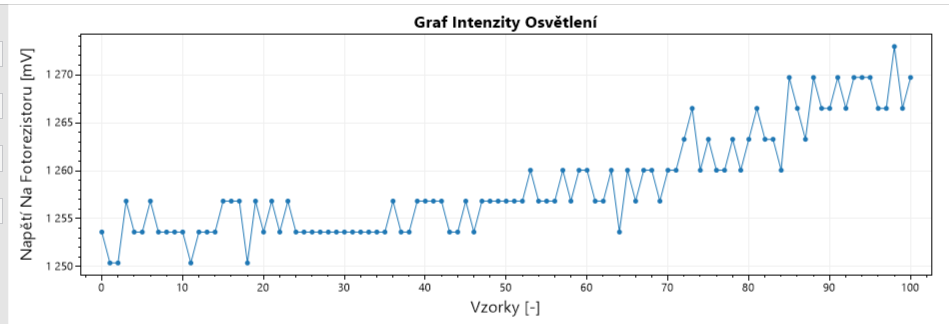 Graf Intenzity Osvětlení
Napětí Na Fotorezistoru [mV]
1 270
1 265
1 260
1 255
1 250
0 10 20 30 40 50 60 70 80 90 100
Vzorky [-]